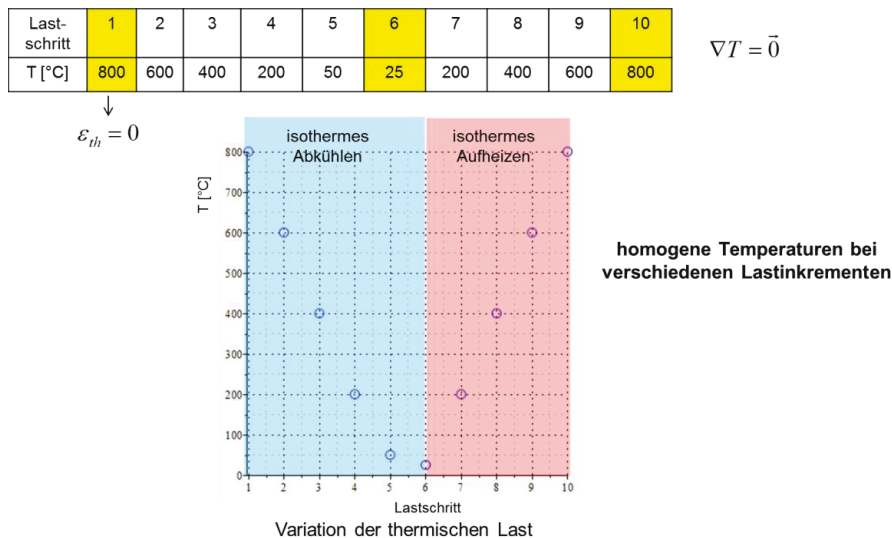 Last-
schritt 1 2 3 4 5 6 7 8 9 10
T [°C] 800 600 400 200 50 25 200 400 600 800
∇T = 0⃗
ε_th = 0
isothermes
Abkühlen
isothermes
Aufheizen
T [°C]
800
700
600
500
400
300
200
100
0
1 2 3 4 5 6 7 8 9 10
Lastschritt
homogene Temperaturen bei
verschiedenen Lastinkrementen
Variation der thermischen Last